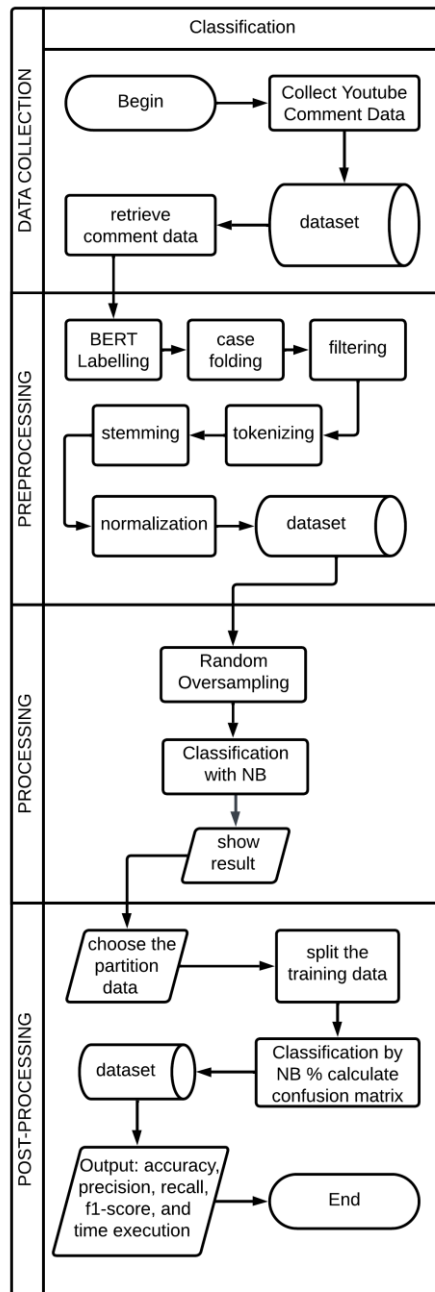 Classification
DATA COLLECTION
Begin
Collect Youtube
Comment Data
dataset
retrieve
comment data
PREPROCESSING
BERT
Labelling
case
folding
filtering
tokenizing
stemming
normalization
dataset
PROCESSING
Random
Oversampling
Classification
with NB
show
result
POST-PROCESSING
choose the
partition
data
split the
training data
Classification by
NB % calculate
confusion matrix
dataset
Output: accuracy,
precision, recall,
f1-score, and
time execution
End